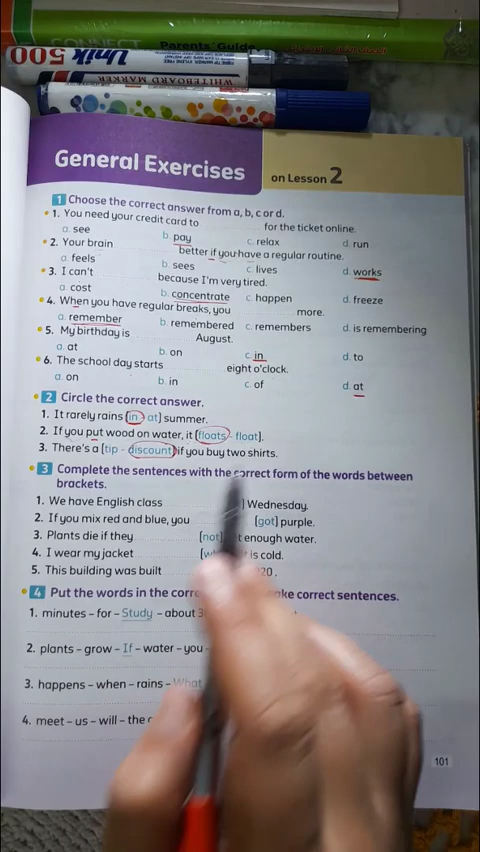 CONNECT Parents' Guide
Unik 500
WHITEBOARD MARKER
General Exercises on Lesson 2
1 Choose the correct answer from a, b, c or d.
1. You need your credit card to for the ticket online.
a. see b. pay c. relax d. run
2. Your brain better if you have a regular routine.
a. feels b. sees c. lives d. works
3. I can't because I'm very tired.
a. cost b. concentrate c. happen d. freeze
4. When you have regular breaks, you more.
a. remember b. remembered c. remembers d. is remembering
5. My birthday is August.
a. at b. on c. in d. to
6. The school day starts eight o'clock.
a. on b. in c. of d. at
2 Circle the correct answer.
1. It rarely rains [in - at] summer.
2. If you put wood on water, it [floats - float].
3. There's a [tip - discount] if you buy two shirts.
3 Complete the sentences with the correct form of the words between
brackets.
1. We have English class ] Wednesday.
2. If you mix red and blue, you [got] purple.
3. Plants die if they [not] enough water.
4. I wear my jacket is cold.
5. This building was built 20.
4 Put the words in the correct sentences.
1. minutes – for – Study – about
2. plants – grow – If – water – you
3. happens – when – rains – What
4. meet – us – will – the
101